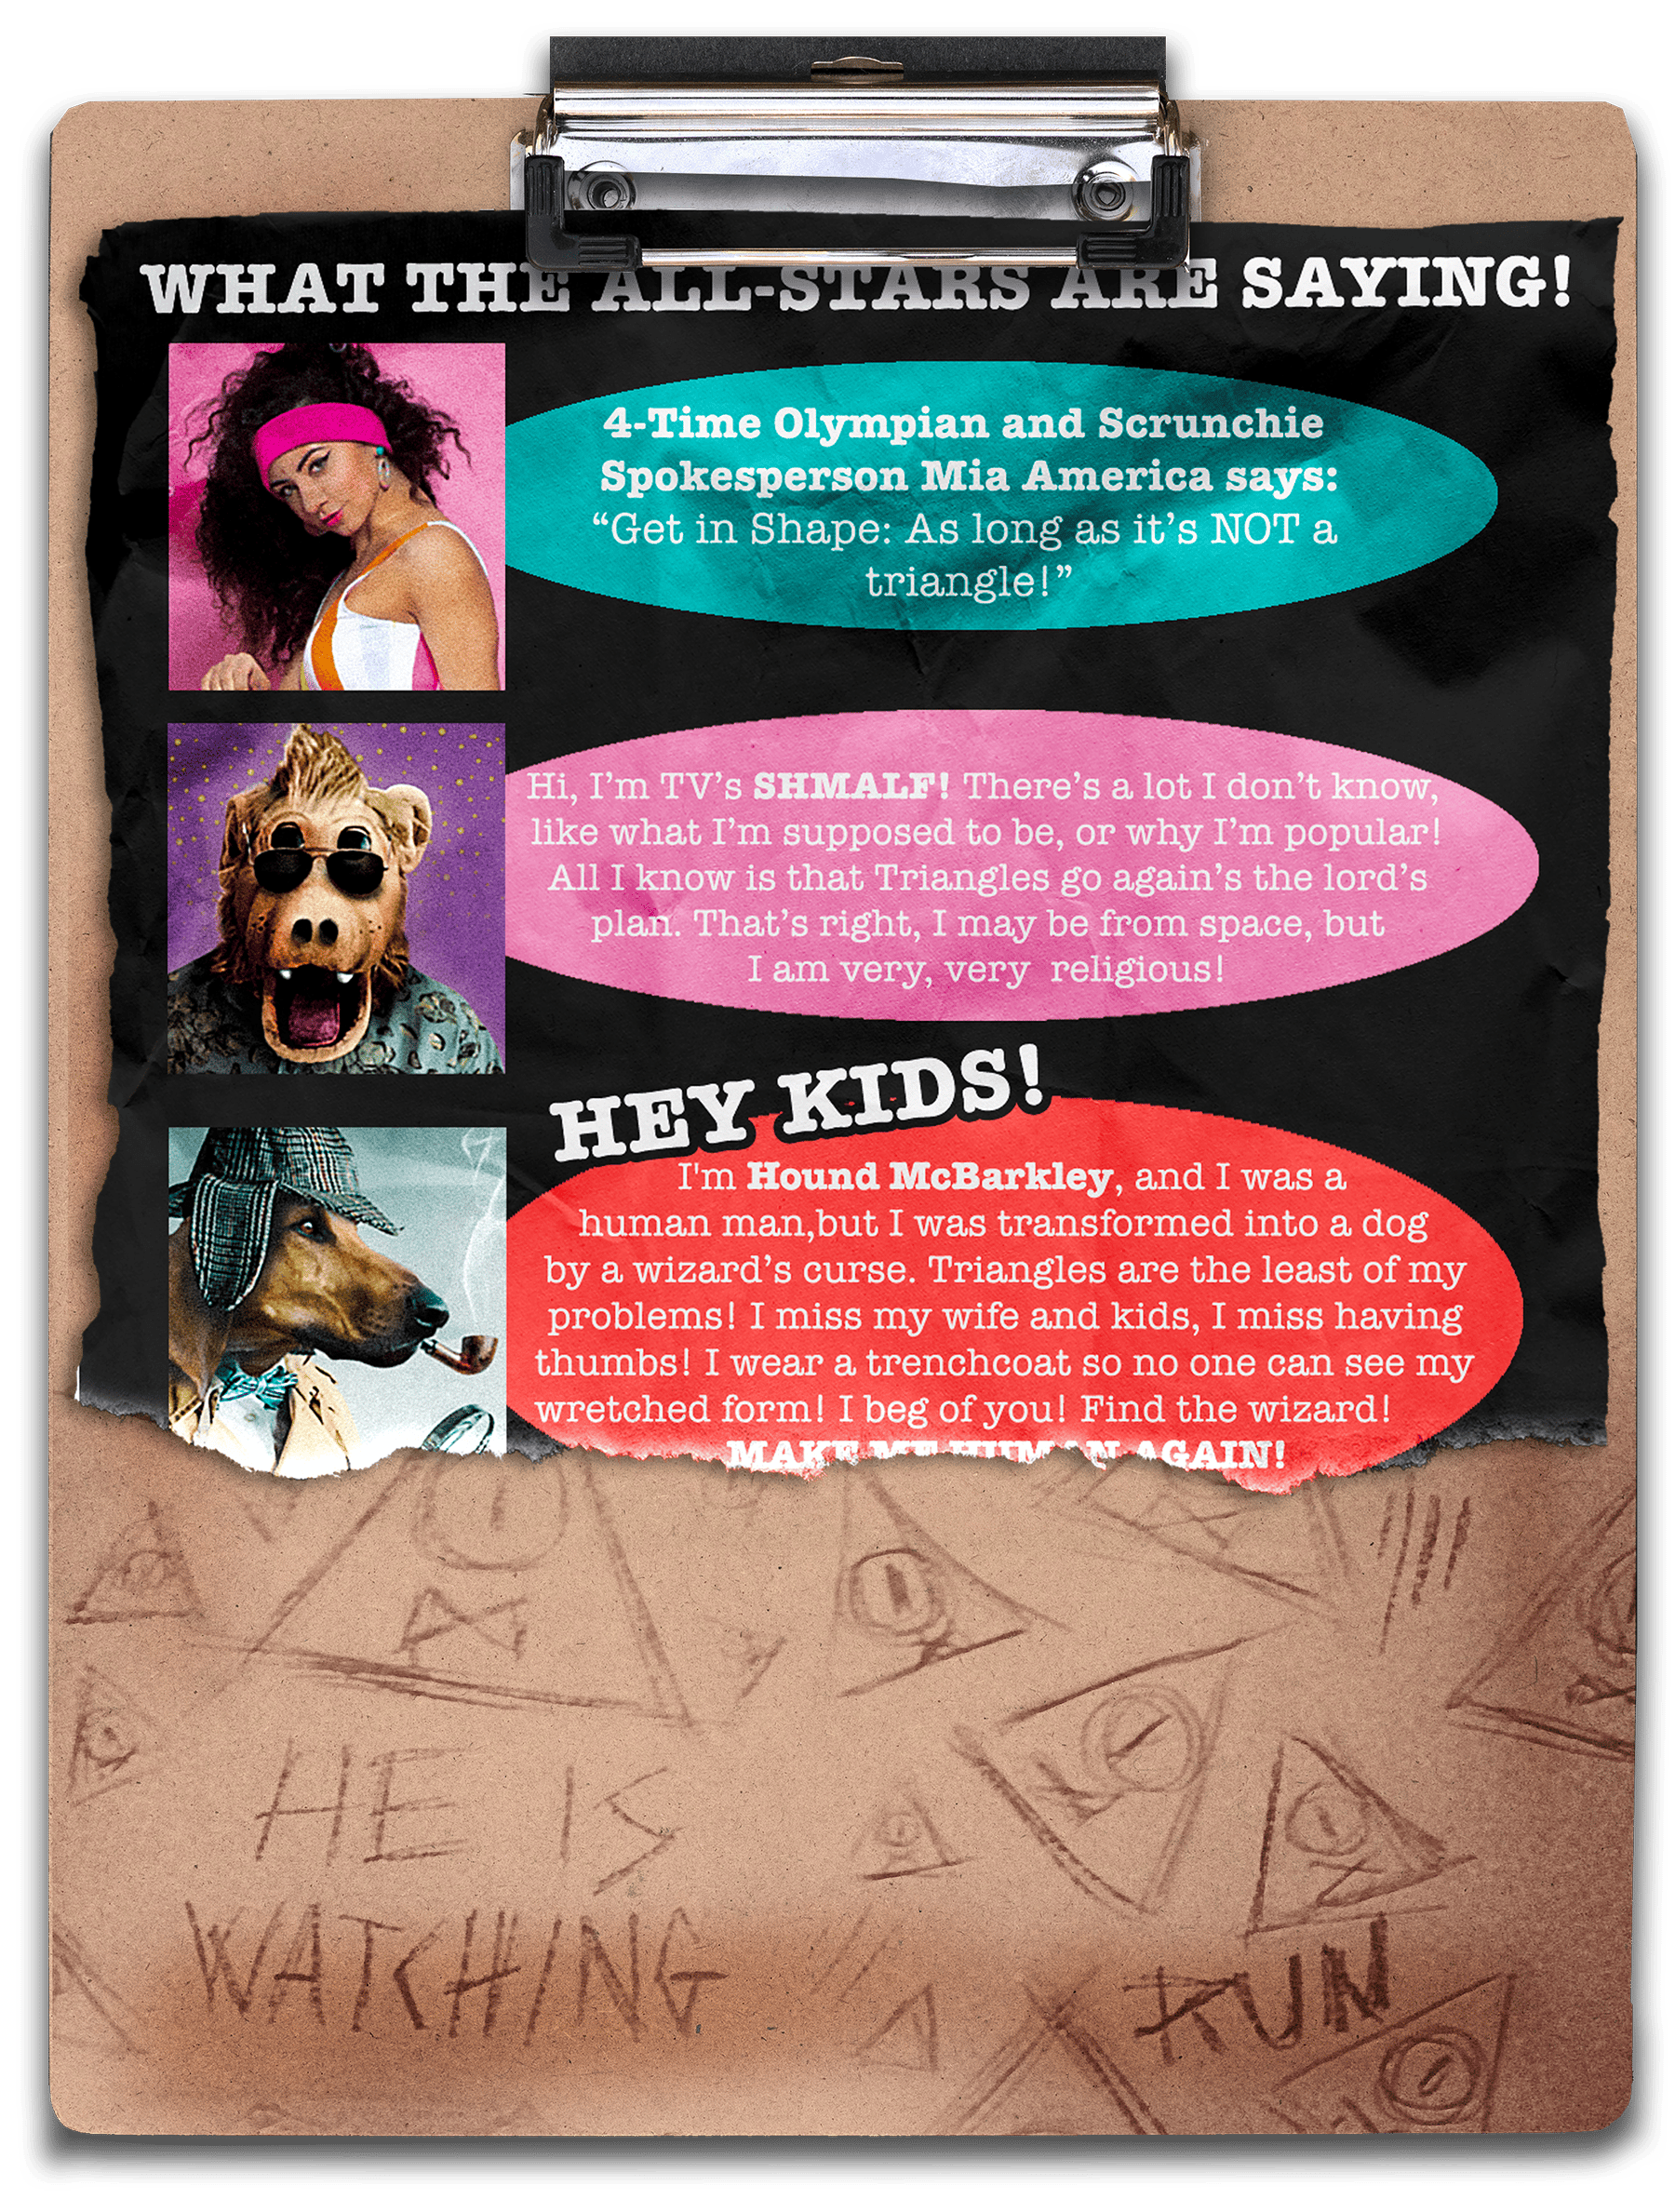 WHAT THE ALL-STARS ARE SAYING!
4-Time Olympian and Scrunchie
Spokesperson Mia America says:
“Get in Shape: As long as it’s NOT a
triangle!”
Hi, I’m TV’s SHMALF! There’s a lot I don’t know,
like what I’m supposed to be, or why I’m popular!
All I know is that Triangles go again’s the lord’s
plan. That’s right, I may be from space, but
I am very, very religious!
HEY KIDS!
I'm Hound McBarkley, and I was a
human man,but I was transformed into a dog
by a wizard’s curse. Triangles are the least of my
problems! I miss my wife and kids, I miss having
thumbs! I wear a trenchcoat so no one can see my
wretched form! I beg of you! Find the wizard!
MAKE ME HUMAN AGAIN!
HE IS
WATCHING
RUN